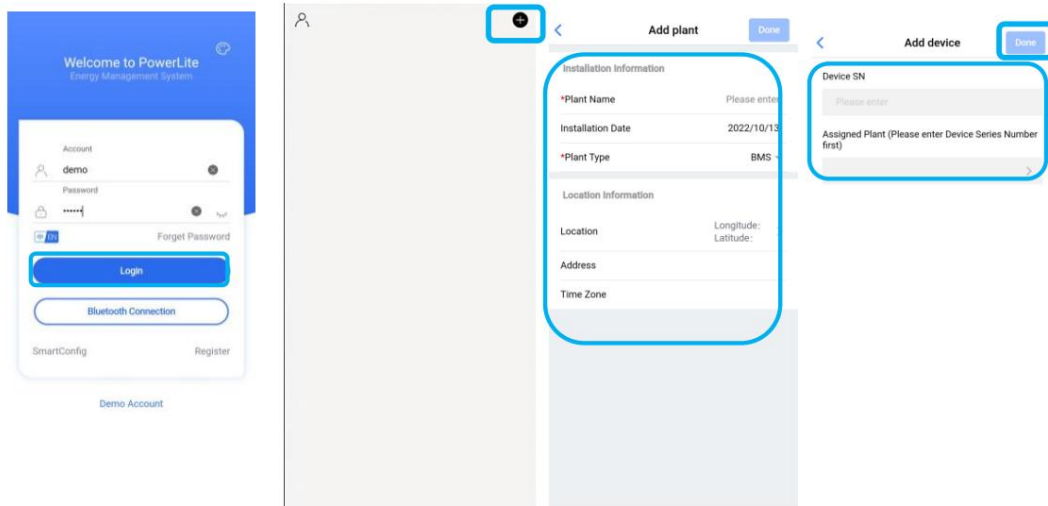 Welcome to PowerLite
Energy Management System
Account
demo
Password
中 EN
Forget Password
Login
Bluetooth Connection
SmartConfig
Register
Demo Account
Add plant
Done
Installation Information
*Plant Name
Please enter
Installation Date
2022/10/13
*Plant Type
BMS
Location Information
Location
Longitude:
Latitude:
Address
Time Zone
Add device
Done
Device SN
Please enter
Assigned Plant (Please enter Device Series Number
first)